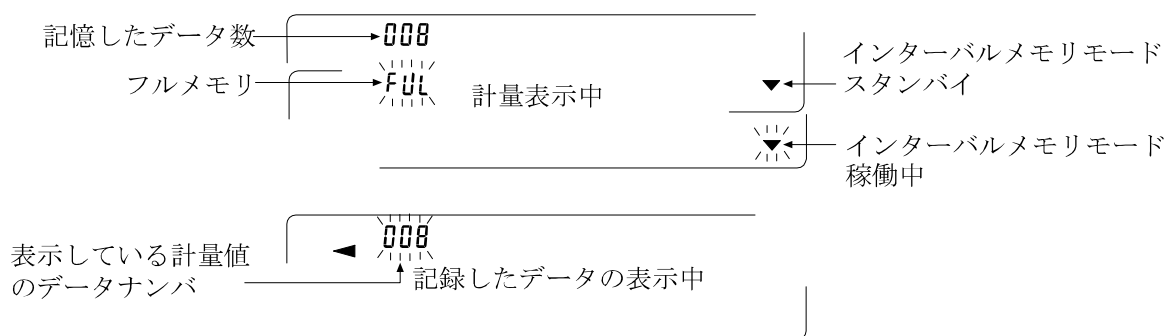 記憶したデータ数
008
フルメモリ
FUL
計量表示中
インターバルメモリモード
スタンバイ
インターバルメモリモード
稼働中
008
表示している計量値
のデータナンバ
記録したデータの表示中